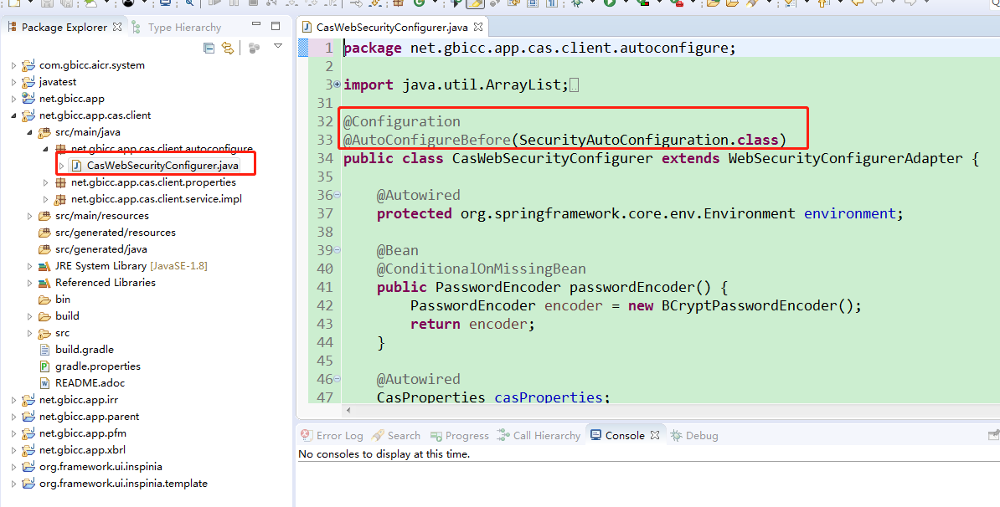 Package Explorer
Type Hierarchy
com.gbicc.aicr.system
javatest
net.gbicc.app
net.gbicc.app.cas.client
src/main/java
net.gbicc.app.cas.client.autoconfigure
CasWebSecurityConfigurer.java
net.gbicc.app.cas.client.properties
net.gbicc.app.cas.client.service.impl
src/main/resources
src/generated/resources
src/generated/java
JRE System Library [JavaSE-1.8]
Referenced Libraries
bin
build
src
build.gradle
gradle.properties
README.adoc
net.gbicc.app.irr
net.gbicc.app.parent
net.gbicc.app.pfm
net.gbicc.app.xbrl
org.framework.ui.inspinia
org.framework.ui.inspinia.template
CasWebSecurityConfigurer.java
1 package net.gbicc.app.cas.client.autoconfigure;
2
3 import java.util.ArrayList;
31
32 @Configuration
33 @AutoConfigureBefore(SecurityAutoConfiguration.class)
34 public class CasWebSecurityConfigurer extends WebSecurityConfigurerAdapter {
35
36 @Autowired
37 protected org.springframework.core.env.Environment environment;
38
39 @Bean
40 @ConditionalOnMissingBean
41 public PasswordEncoder passwordEncoder() {
42 PasswordEncoder encoder = new BCryptPasswordEncoder();
43 return encoder;
44 }
45
46 @Autowired
47 CasProperties casProperties;
Error Log
Search
Progress
Call Hierarchy
Console
Debug
No consoles to display at this time.